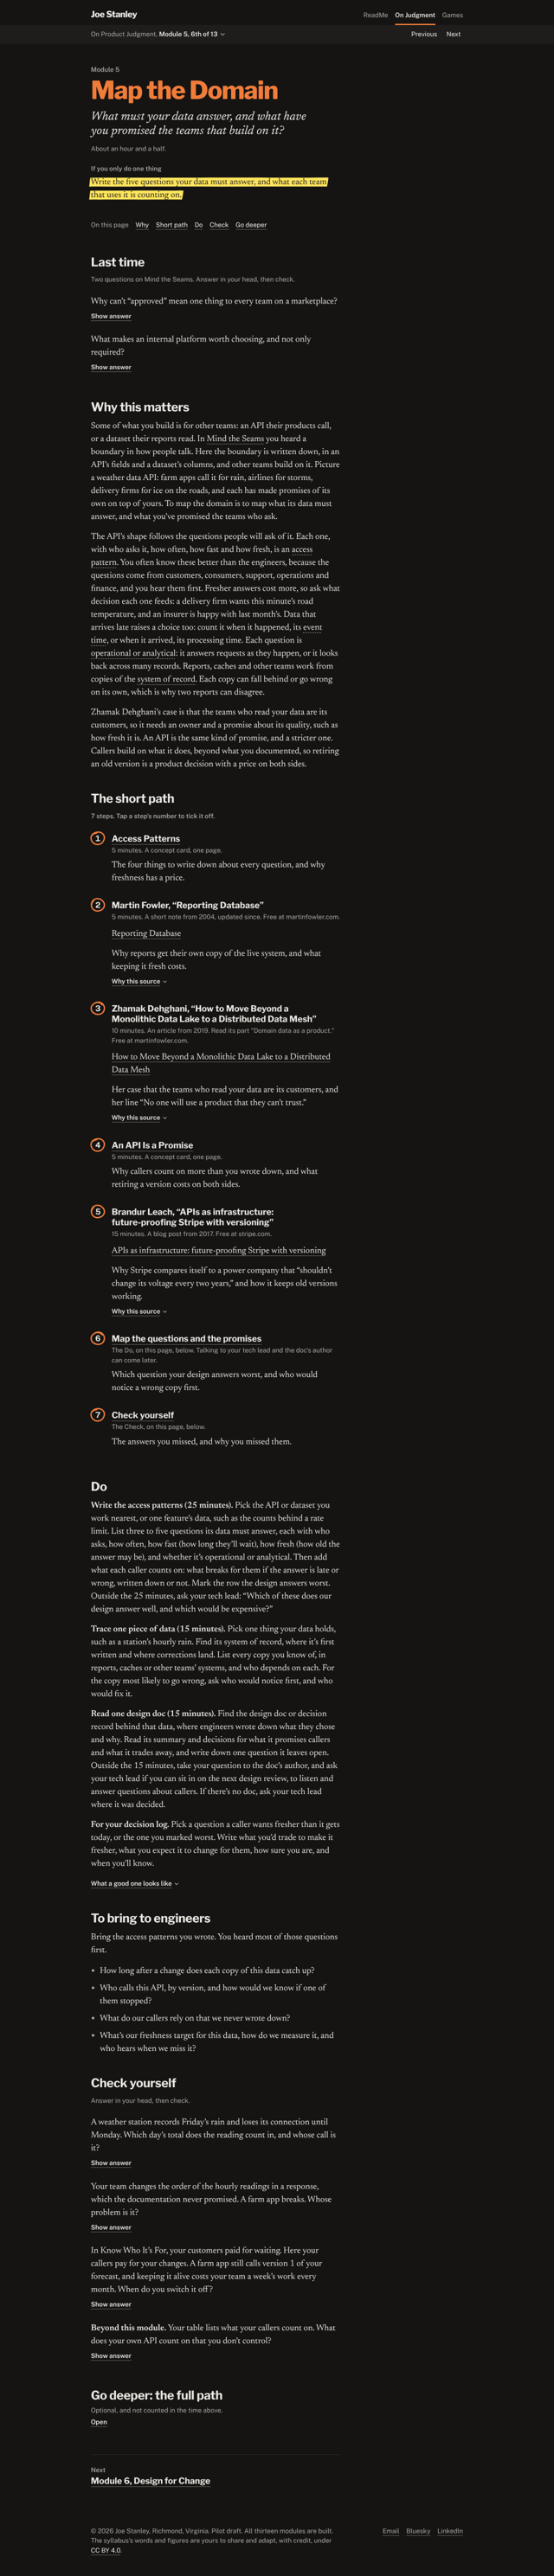 Joe Stanley
ReadMe On Judgment Games
On Product Judgment, Module 5, 6th of 13
Previous Next
Module 5
Map the Domain
What must your data answer, and what have
you promised the teams that build on it?
About an hour and a half.
If you only do one thing
Write the five questions your data must answer, and what each team
that uses it is counting on.
On this page Why Short path Do Check Go deeper
Last time
Two questions on Mind the Seams. Answer in your head, then check.
Why can't “approved” mean one thing to every team on a marketplace?
Show answer
What makes an internal platform worth choosing, and not only
required?
Show answer
Why this matters
Some of what you build is for other teams: an API their products call,
or a dataset their reports read. In Mind the Seams you heard a
boundary in how people talk. Here the boundary is written down, in an
API’s fields and a dataset’s columns, and other teams build on it. Picture
a weather data API: farm apps call it for rain, airlines for storms,
delivery firms for ice on the roads, and each has made promises of its
own on top of yours. To map the domain is to map what its data must
answer, and what you’ve promised the teams who ask.
The API’s shape follows the questions people will ask of it. Each one,
with who asks it, how often, how fast and how fresh, is an access
pattern. You often know these better than the engineers, because the
questions come from customers, consumers, support, operations and
finance, and you hear them first. Fresher answers cost more, so ask what
decision each one feeds: a delivery firm wants this minute’s road
temperature, and an insurer is happy with last month’s. Data that
arrives late raises a choice too: count it when it happened, its event
time, or when it arrived, its processing time. Each question is
operational or analytical: it answers requests as they happen, or it looks
back across many records. Reports, caches and other teams work from
copies of the system of record. Each copy can fall behind or go wrong
on its own, which is why two reports can disagree.
Zhamak Dehghani’s case is that the teams who read your data are its
customers, so it needs an owner and a promise about its quality, such as
how fresh it is. An API is the same kind of promise, and a stricter one.
Callers build on what it does, beyond what you documented, so retiring
an old version is a product decision with a price on both sides.
The short path
7 steps. Tap a step’s number to tick it off.
1 Access Patterns
5 minutes. A concept card, one page.
The four things to write down about every question, and why
freshness has a price.
2 Martin Fowler, “Reporting Database”
5 minutes. A short note from 2004, updated since. Free at martinfowler.com.
Reporting Database
Why reports get their own copy of the live system, and what
keeping it fresh costs.
Why this source
3 Zhamak Dehghani, “How to Move Beyond a
Monolithic Data Lake to a Distributed Data Mesh”
10 minutes. An article from 2019. Read its part “Domain data as a product.”
Free at martinfowler.com.
How to Move Beyond a Monolithic Data Lake to a Distributed
Data Mesh
Her case that the teams who read your data are its customers, and
her line “No one will use a product that they can’t trust.”
Why this source
4 An API Is a Promise
5 minutes. A concept card, one page.
Why callers count on more than you wrote down, and what
retiring a version costs on both sides.
5 Brandur Leach, “APIs as infrastructure:
future-proofing Stripe with versioning”
15 minutes. A blog post from 2017. Free at stripe.com.
APIs as infrastructure: future-proofing Stripe with versioning
Why Stripe compares itself to a power company that “shouldn’t
change its voltage every two years,” and how it keeps old versions
working.
Why this source
6 Map the questions and the promises
The Do, on this page, below. Talking to your tech lead and the doc’s author
can come later.
Which question your design answers worst, and who would
notice a wrong copy first.
7 Check yourself
The Check, on this page, below.
The answers you missed, and why you missed them.
Do
Write the access patterns (25 minutes). Pick the API or dataset you
work nearest, or one feature’s data, such as the counts behind a rate
limit. List three to five questions its data must answer, each with who
asks, how often, how fast (how long they’ll wait), how fresh (how old the
answer may be), and whether it’s operational or analytical. Then add
what each caller counts on: what breaks for them if the answer is late or
wrong, written down or not. Mark the row the design answers worst.
Outside the 25 minutes, ask your tech lead: “Which of these does our
design answer well, and which would be expensive?”
Trace one piece of data (15 minutes). Pick one thing your data holds,
such as a station’s hourly rain. Find its system of record, where it’s first
written and where corrections land. List every copy you know of, in
reports, caches or other teams’ systems, and who depends on each. For
the copy most likely to go wrong, ask who would notice first, and who
would fix it.
Read one design doc (15 minutes). Find the design doc or decision
record behind that data, where engineers wrote down what they chose
and why. Read its summary and decisions for what it promises callers
and what it trades away, and write down one question it leaves open.
Outside the 15 minutes, take your question to the doc’s author, and ask
your tech lead if you can sit in on the next design review, to listen and
answer questions about callers. If there’s no doc, ask your tech lead
where it was decided.
For your decision log. Pick a question a caller wants fresher than it gets
today, or the one you marked worst. Write what you’d trade to make it
fresher, what you expect it to change for them, how sure you are, and
when you’ll know.
What a good one looks like
To bring to engineers
Bring the access patterns you wrote. You heard most of those questions
first.
• How long after a change does each copy of this data catch up?
• Who calls this API, by version, and how would we know if one of
them stopped?
• What do our callers rely on that we never wrote down?
• What’s our freshness target for this data, how do we measure it, and
who hears when we miss it?
Check yourself
Answer in your head, then check.
A weather station records Friday’s rain and loses its connection until
Monday. Which day’s total does the reading count in, and whose call is
it?
Show answer
Your team changes the order of the hourly readings in a response,
which the documentation never promised. A farm app breaks. Whose
problem is it?
Show answer
In Know Who It’s For, your customers paid for waiting. Here your
callers pay for your changes. A farm app still calls version 1 of your
forecast, and keeping it alive costs your team a week’s work every
month. When do you switch it off?
Show answer
Beyond this module. Your table lists what your callers count on. What
does your own API count on that you don’t control?
Show answer
Go deeper: the full path
Optional, and not counted in the time above.
Open
Next
Module 6, Design for Change
© 2026 Joe Stanley, Richmond, Virginia. Pilot draft. All thirteen modules are built.
The syllabus’s words and figures are yours to share and adapt, with credit, under
CC BY 4.0.
Email Bluesky LinkedIn